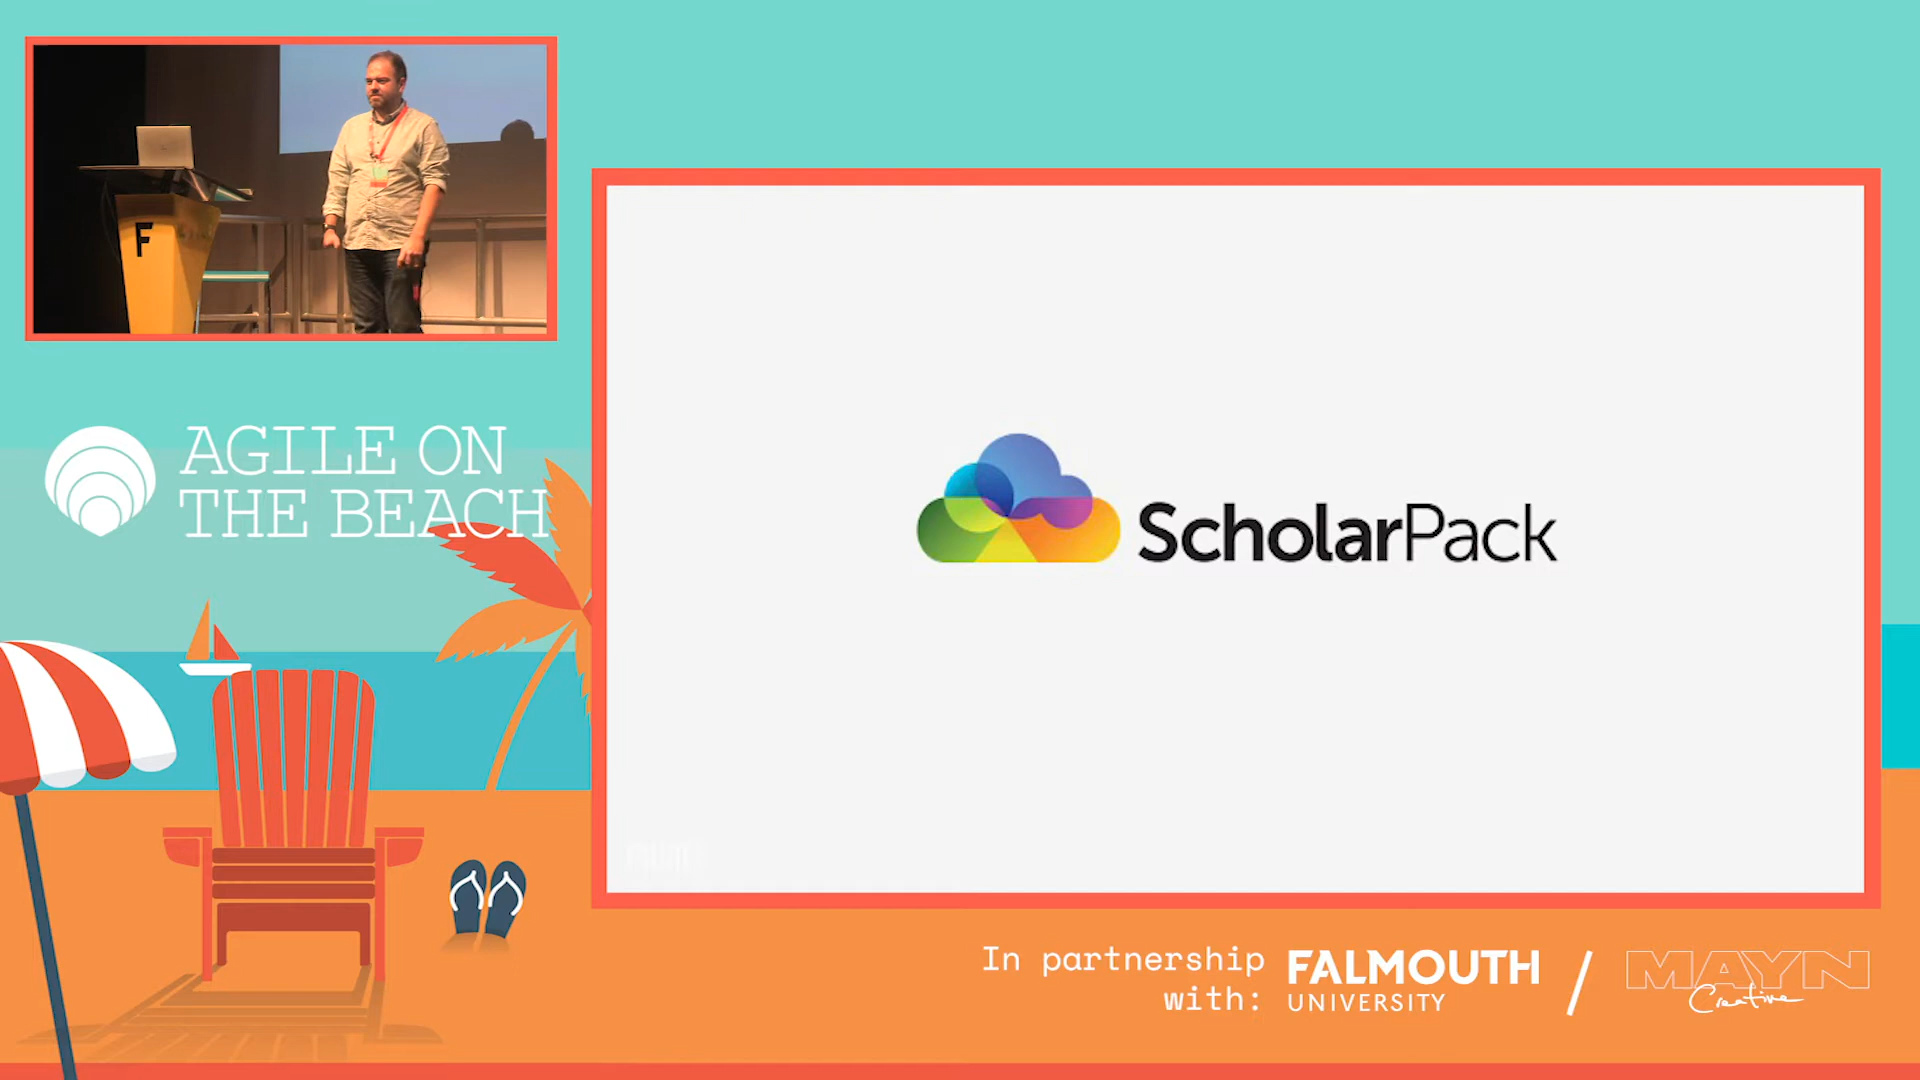 F
AGILE ON
THE BEACH
ScholarPack
In partnership
with:
FALMOUTH
UNIVERSITY
/
MAYN
Creative